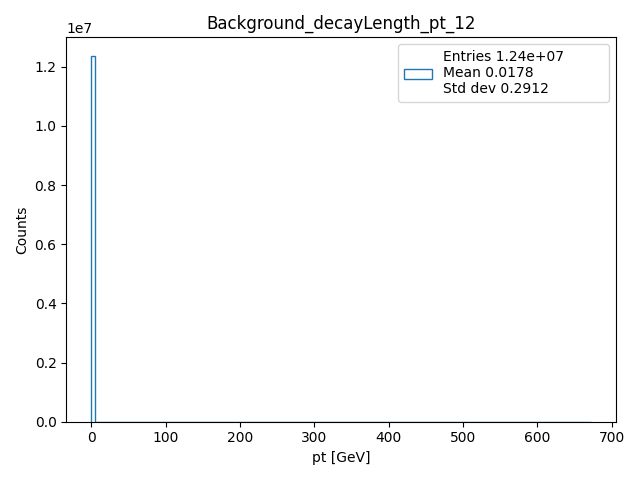 Background_decayLength_pt_12
1e7
Entries 1.24e+07
Mean 0.0178
Std dev 0.2912
1.2
1.0
0.8
0.6
0.4
0.2
0.0
Counts
0 100 200 300 400 500 600 700
pt [GeV]